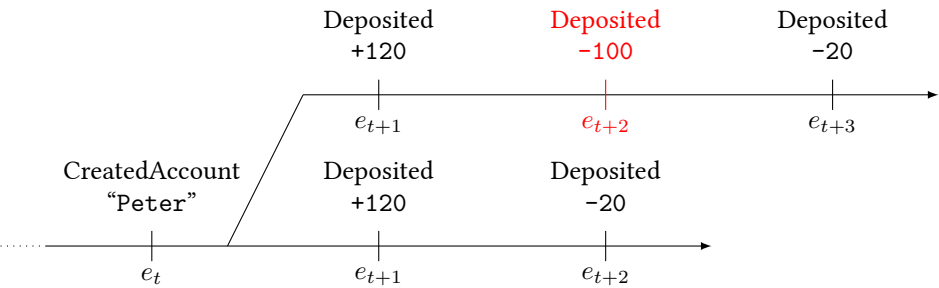 Deposited Deposited Deposited
+120 −100 −20
e_{t+1} e_{t+2} e_{t+3}
CreatedAccount Deposited Deposited
“Peter” +120 −20
e_t e_{t+1} e_{t+2}